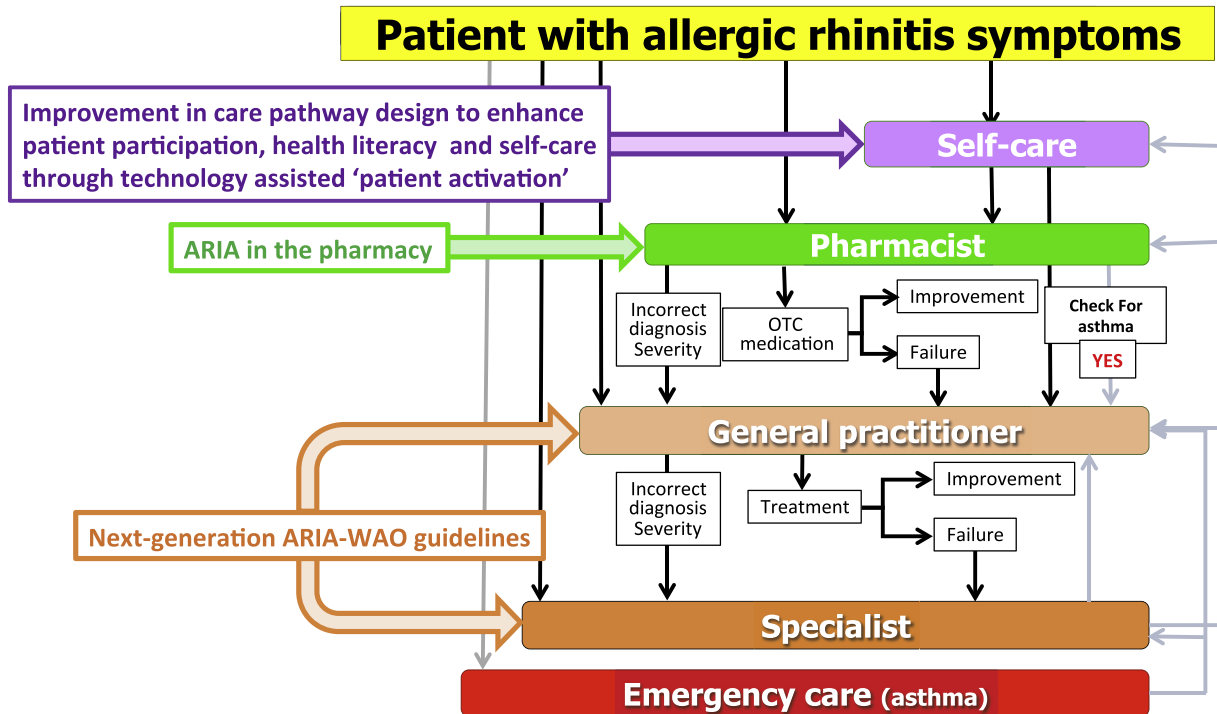 Patient with allergic rhinitis symptoms
Improvement in care pathway design to enhance
patient participation, health literacy and self-care
through technology assisted ‘patient activation’
Self-care
ARIA in the pharmacy
Pharmacist
Incorrect
diagnosis
Severity
OTC
medication
Improvement
Failure
Check For
asthma
YES
General practitioner
Incorrect
diagnosis
Severity
Treatment
Improvement
Failure
Next-generation ARIA-WAO guidelines
Specialist
Emergency care (asthma)